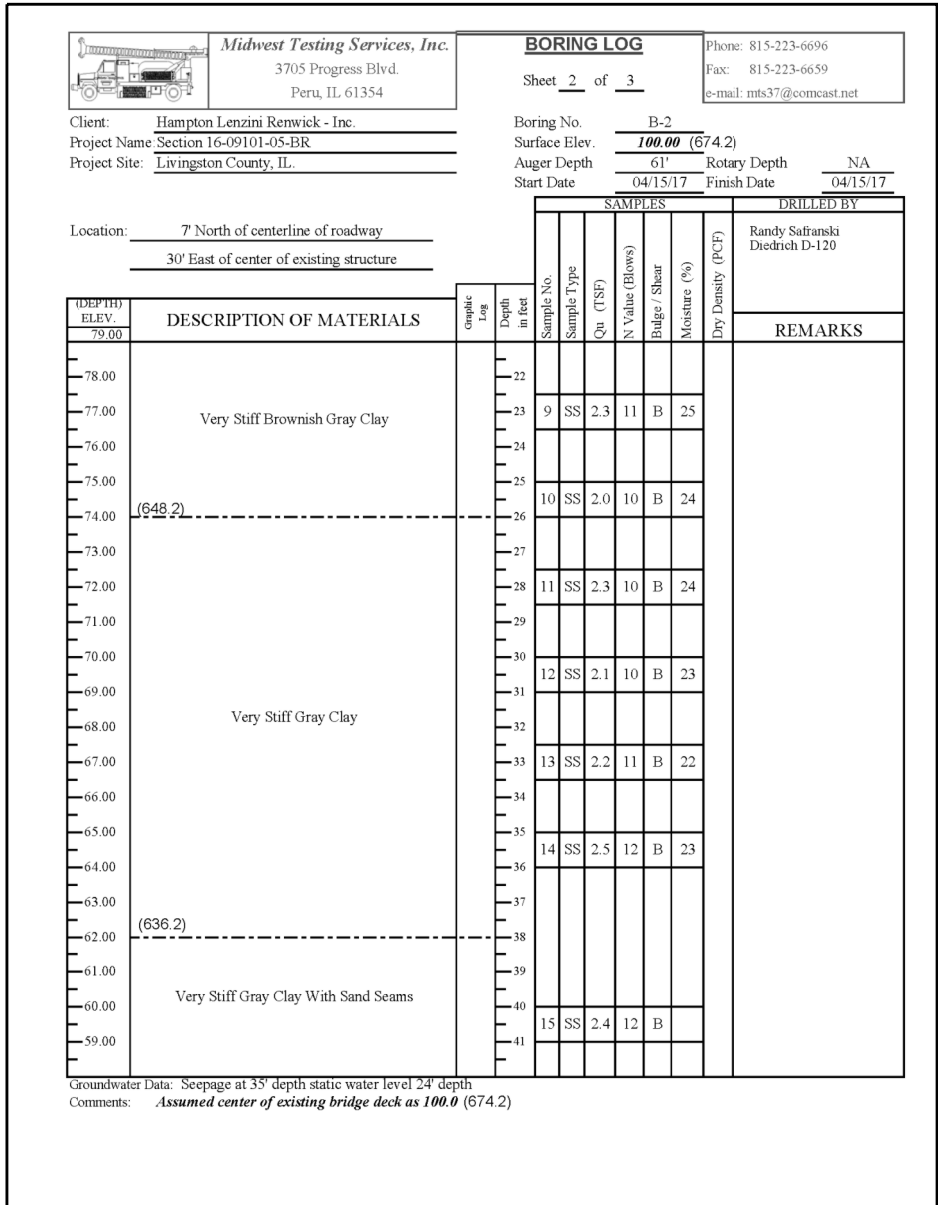 Midwest Testing Services, Inc.
3705 Progress Blvd.
Peru, IL 61354
BORING LOG
Sheet 2 of 3
Phone: 815-223-6696
Fax: 815-223-6659
e-mail: mts37@comcast.net
Client: Hampton Lenzini Renwick - Inc.
Project Name: Section 16-09101-05-BR
Project Site: Livingston County, IL.
Boring No. B-2
Surface Elev. 100.00 (674.2)
Auger Depth 61' Rotary Depth NA
Start Date 04/15/17 Finish Date 04/15/17
Location: 7' North of centerline of roadway
30' East of center of existing structure
SAMPLES
DRILLED BY
Randy Safranski
Diedrich D-120
(DEPTH)
ELEV.
79.00
DESCRIPTION OF MATERIALS
Graphic
Log
Depth
in feet
Sample No.
Sample Type
Qu (TSF)
N Value (Blows)
Bulge / Shear
Moisture (%)
Dry Density (PCF)
REMARKS
78.00 22
77.00 Very Stiff Brownish Gray Clay 23 9 SS 2.3 11 B 25
76.00 24
75.00 25
10 SS 2.0 10 B 24
(648.2)
74.00 26
73.00 27
72.00 28 11 SS 2.3 10 B 24
71.00 29
70.00 30
12 SS 2.1 10 B 23
69.00 31
Very Stiff Gray Clay
68.00 32
67.00 33 13 SS 2.2 11 B 22
66.00 34
65.00 35
14 SS 2.5 12 B 23
64.00 36
63.00 37
(636.2)
62.00 38
61.00 39
Very Stiff Gray Clay With Sand Seams
60.00 40
15 SS 2.4 12 B
59.00 41
Groundwater Data: Seepage at 35' depth static water level 24' depth
Comments: Assumed center of existing bridge deck as 100.0 (674.2)